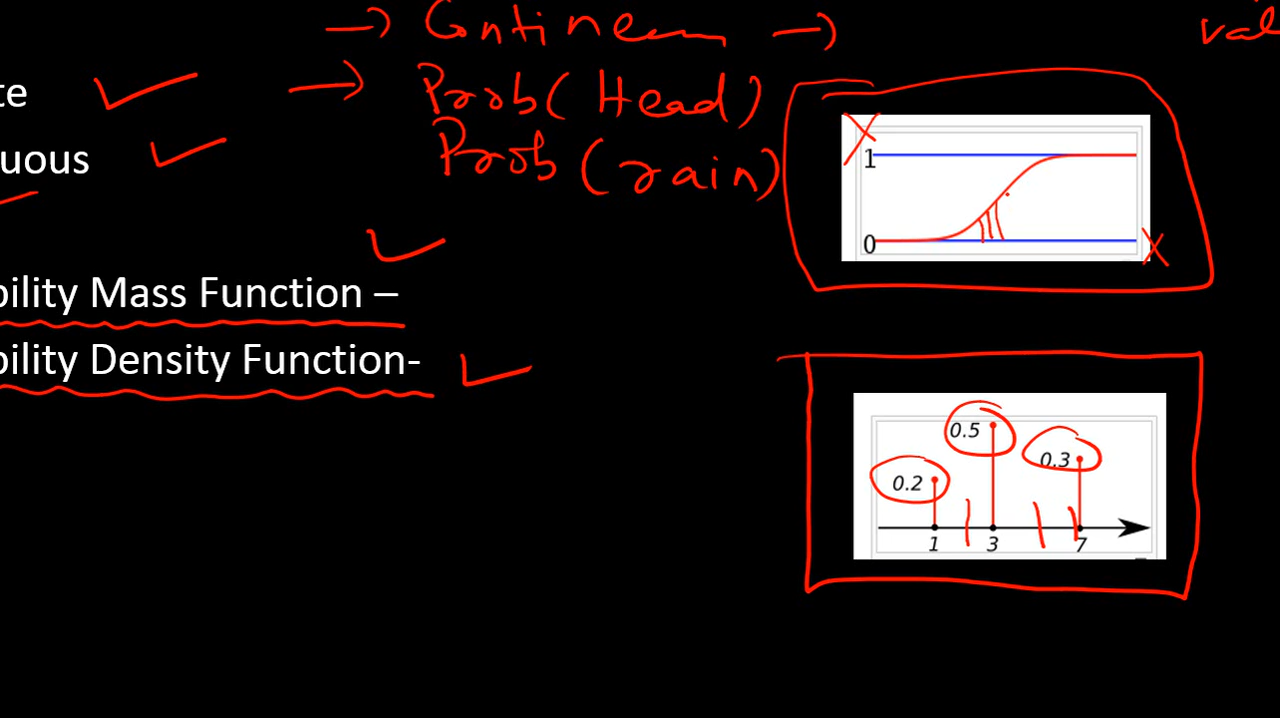 → Continem → val
te → Prob(Head)
uous Prob(rain)
X
1
0 X
bility Mass Function –
bility Density Function-
0.5
0.3
0.2
1 3 7